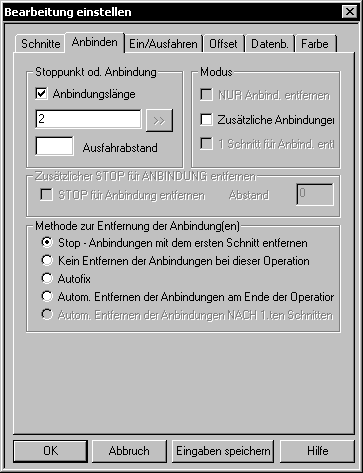 Bearbeitung einstellen
Schnitte Anbinden Ein/Ausfahren Offset Datenb. Farbe
Stoppunkt od. Anbindung
Anbindungslänge
2 >>
Ausfahrabstand
Modus
NUR Anbind. entfernen
Zusätzliche Anbindungen
1 Schnitt für Anbind. entf
Zusätzlicher STOP für ANBINDUNG entfernen
STOP für Anbindung entfernen Abstand 0
Methode zur Entfernung der Anbindung(en)
Stop - Anbindungen mit dem ersten Schnitt entfernen
Kein Entfernen der Anbindungen bei dieser Operation
Autofix
Autom. Entfernen der Anbindungen am Ende der Operation
Autom. Entfernen der Anbindungen NACH 1.ten Schnitten
OK Abbruch Eingaben speichern Hilfe